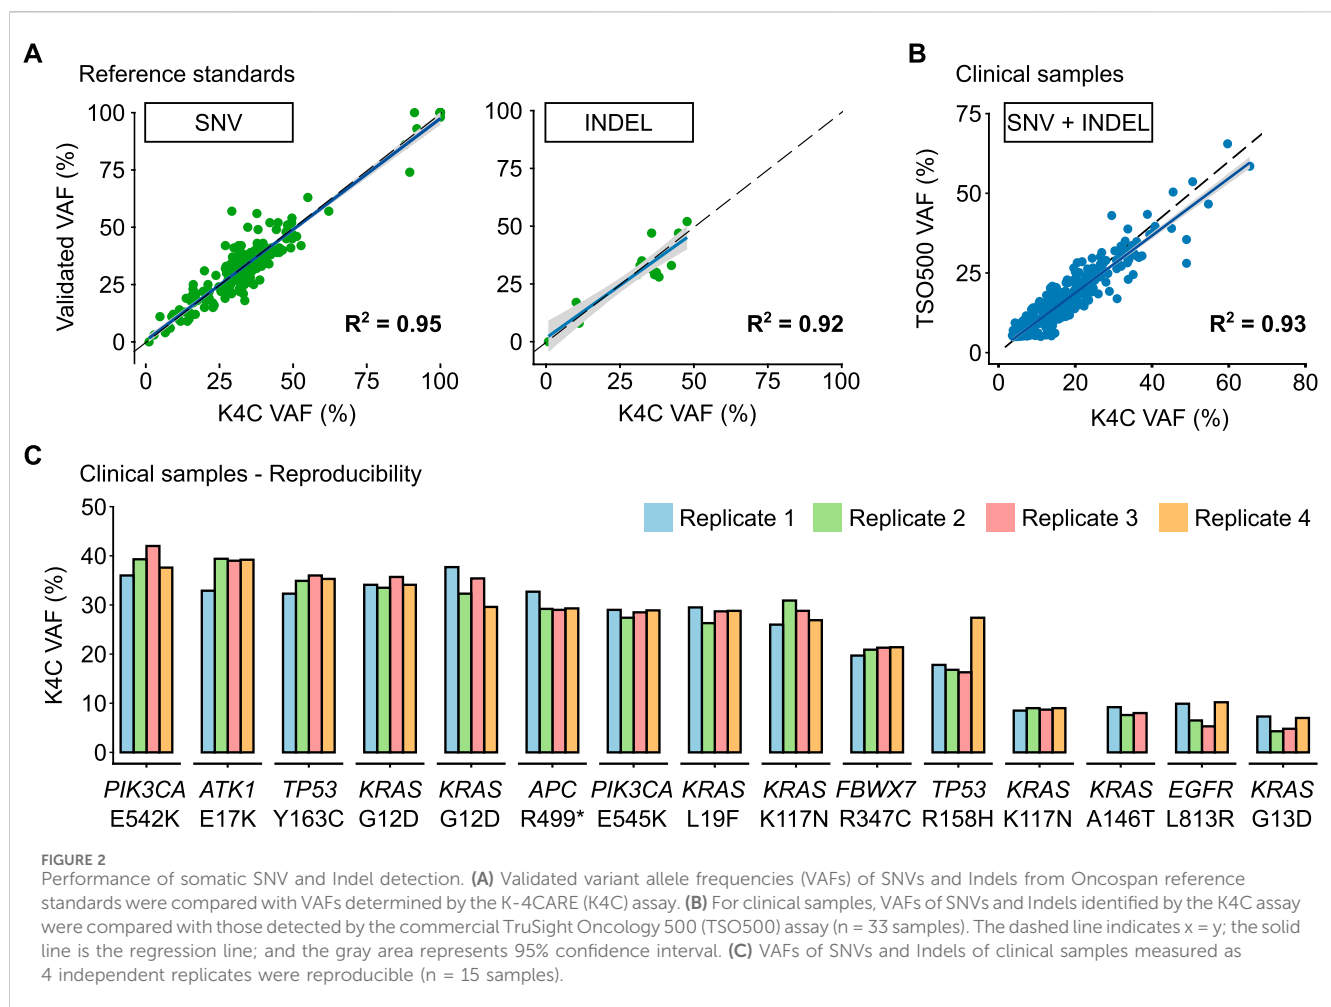 A
Reference standards
SNV
Validated VAF (%)
100
75
50
25
0
R² = 0.95
0 25 50 75 100
K4C VAF (%)
INDEL
100
75
50
25
0
R² = 0.92
0 25 50 75 100
K4C VAF (%)
B
Clinical samples
SNV + INDEL
TSO500 VAF (%)
75
50
25
0
R² = 0.93
0 20 40 60 80
K4C VAF (%)
C
Clinical samples - Reproducibility
Replicate 1 Replicate 2 Replicate 3 Replicate 4
K4C VAF (%)
50
40
30
20
10
0
PIK3CA ATK1 TP53 KRAS KRAS APC PIK3CA KRAS KRAS FBWX7 TP53 KRAS KRAS EGFR KRAS
E542K E17K Y163C G12D G12D R499* E545K L19F K117N R347C R158H K117N A146T L813R G13D
FIGURE 2
Performance of somatic SNV and Indel detection. (A) Validated variant allele frequencies (VAFs) of SNVs and Indels from Oncospan reference
standards were compared with VAFs determined by the K-4CARE (K4C) assay. (B) For clinical samples, VAFs of SNVs and Indels identified by the K4C assay
were compared with those detected by the commercial TruSight Oncology 500 (TSO500) assay (n = 33 samples). The dashed line indicates x = y; the solid
line is the regression line; and the gray area represents 95% confidence interval. (C) VAFs of SNVs and Indels of clinical samples measured as
4 independent replicates were reproducible (n = 15 samples).